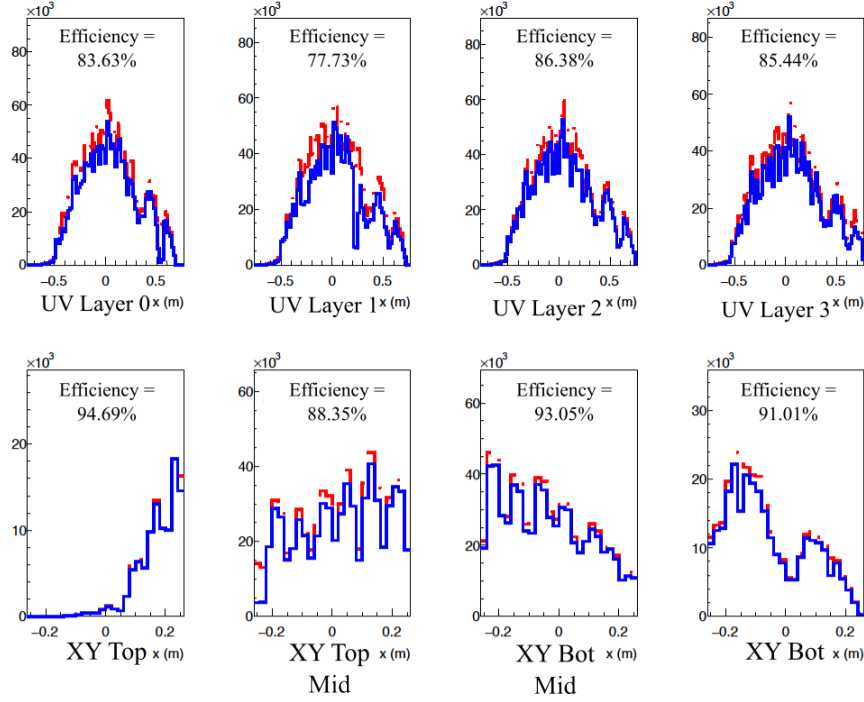 ×10³ ×10³ ×10³ ×10³
Efficiency = Efficiency = Efficiency = Efficiency =
83.63% 77.73% 86.38% 85.44%
80 80 80 80
60 60 60 60
40 40 40 40
20 20 20 20
0 0 0 0
−0.5 0 0.5 −0.5 0 0.5 −0.5 0 0.5 −0.5 0 0.5
UV Layer 0 x (m) UV Layer 1 x (m) UV Layer 2 x (m) UV Layer 3 x (m)
×10³ ×10³ ×10³ ×10³
Efficiency = Efficiency = Efficiency = Efficiency =
94.69% 88.35% 93.05% 91.01%
20 60 60 30
10 40 40 20
0 20 20 10
0 0 0
−0.2 0 0.2 −0.2 0 0.2 −0.2 0 0.2 −0.2 0 0.2
XY Top x (m) XY Top x (m) XY Bot x (m) XY Bot x (m)
Mid Mid